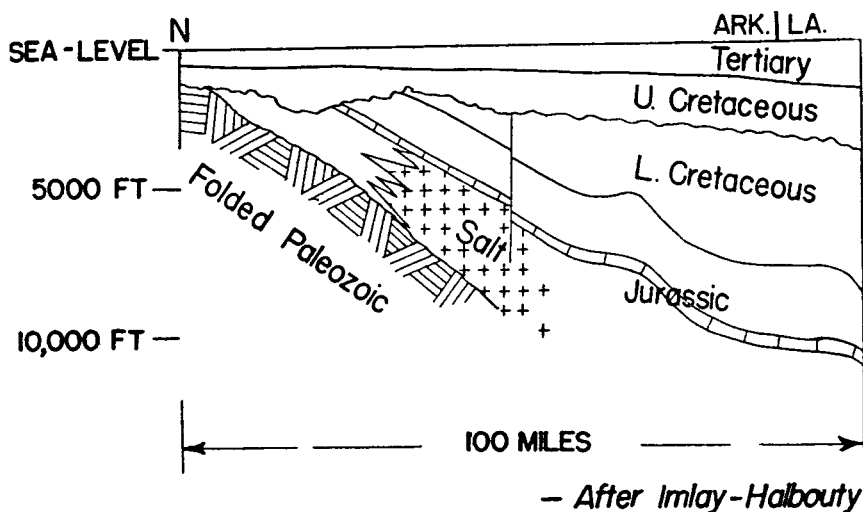 N
ARK. | LA.
SEA-LEVEL
Tertiary
U. Cretaceous
5000 FT
L. Cretaceous
Folded Paleozoic
Salt
Jurassic
10,000 FT
100 MILES
- After Imlay-Halbouty